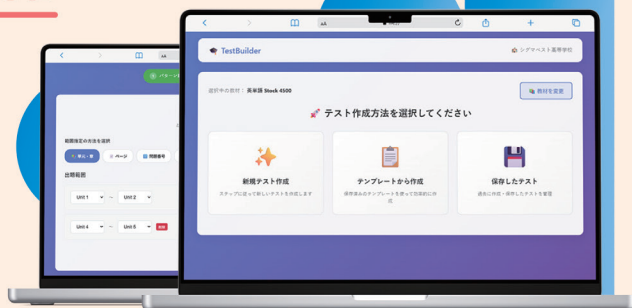 TestBuilder
シグマベスト高等学校
選択中の教材： 英単語 Stock 4500
教材を変更
テスト作成方法を選択してください
新規テスト作成
ステップに従って新しいテストを作成します
テンプレートから作成
保存済みのテンプレートを使って効率的に作
成
保存したテスト
過去に作成・保存したテストを管理
範囲指定の方法を選択
単元・章
ページ
問題番号
出題範囲
Unit 1
Unit 2
Unit 4
Unit 5
削除